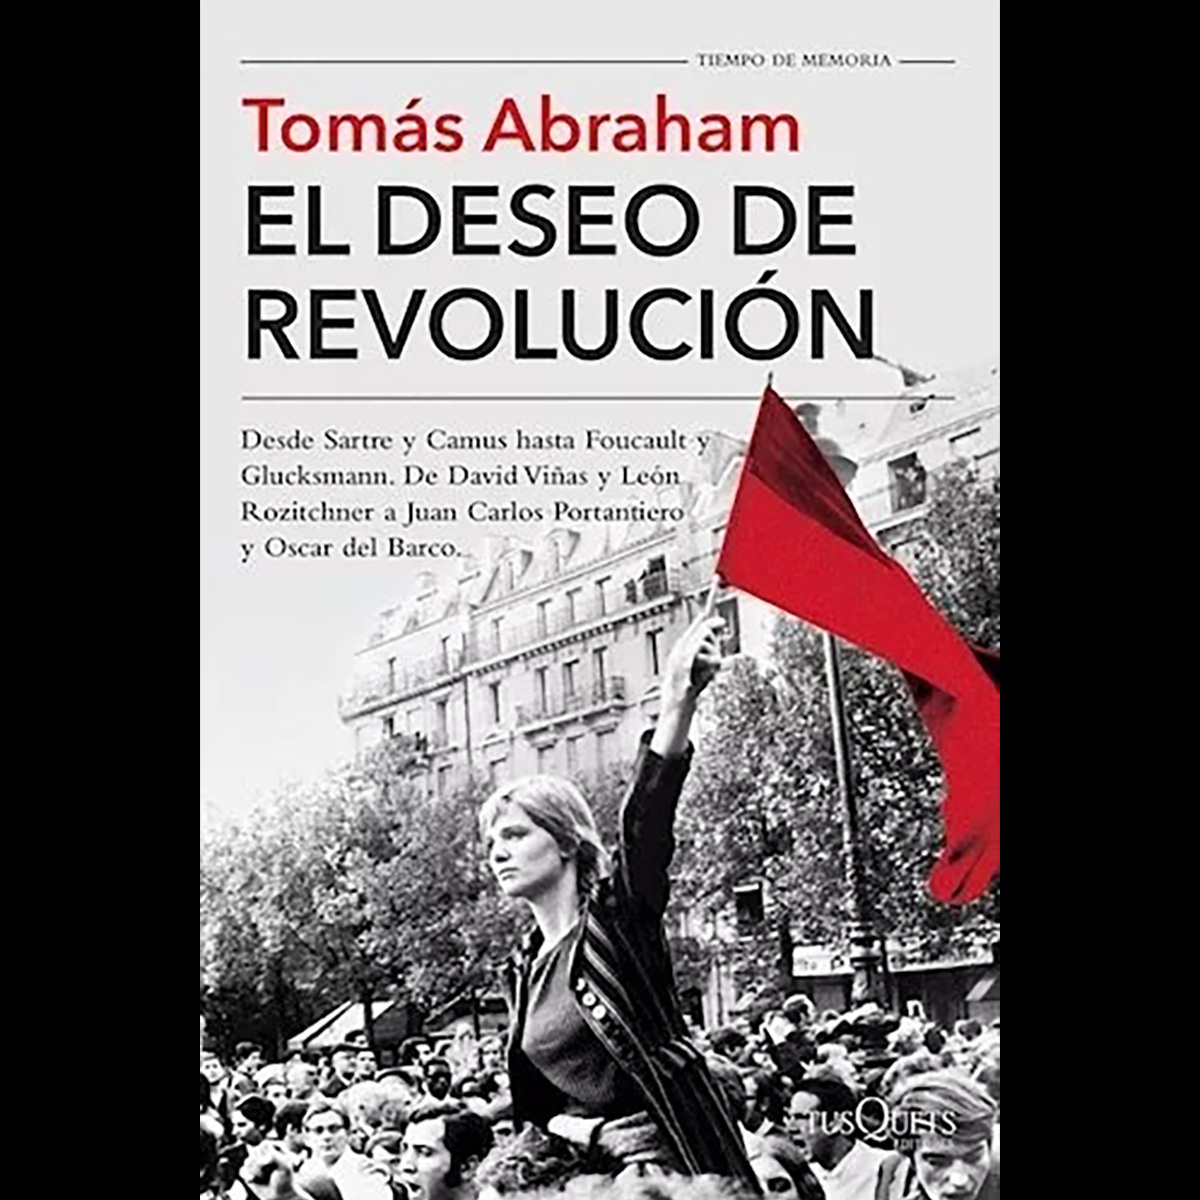 TIEMPO DE MEMORIA
Tomás Abraham
EL DESEO DE
REVOLUCIÓN
Desde Sartre y Camus hasta Foucault y
Glucksmann. De David Viñas y León
Rozitchner a Juan Carlos Portantiero
y Oscar del Barco.
TUSQUETS
EDITORES